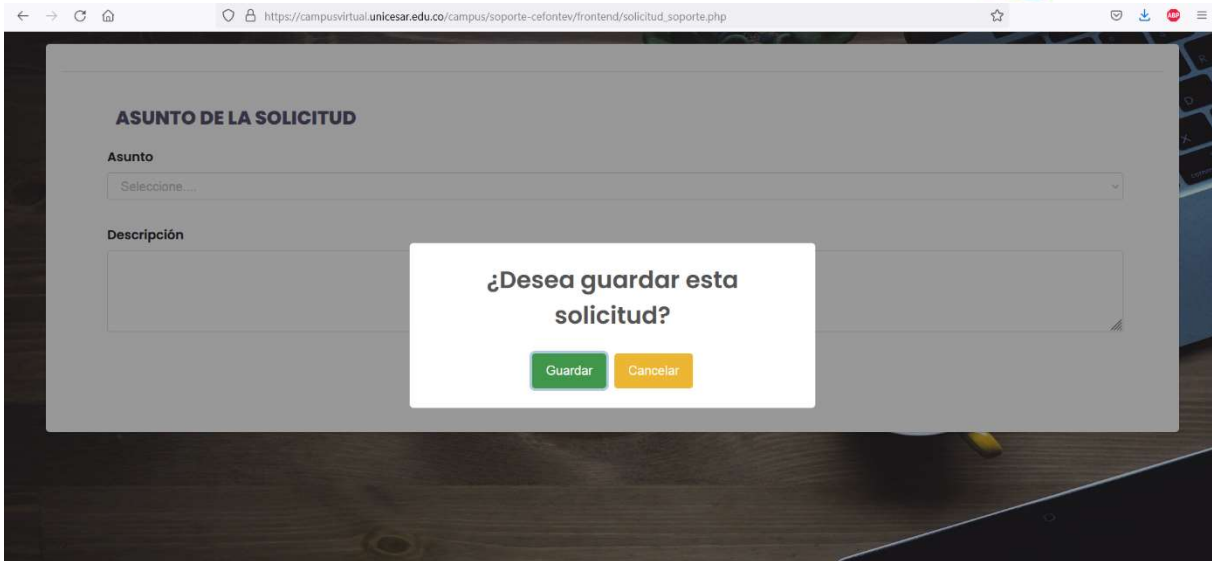 https://campusvirtual.unicesar.edu.co/campus/soporte-cefontev/frontend/solicitud_soporte.php
ABP
ASUNTO DE LA SOLICITUD
Asunto
Seleccione....
Descripción
¿Desea guardar esta
solicitud?
Guardar Cancelar